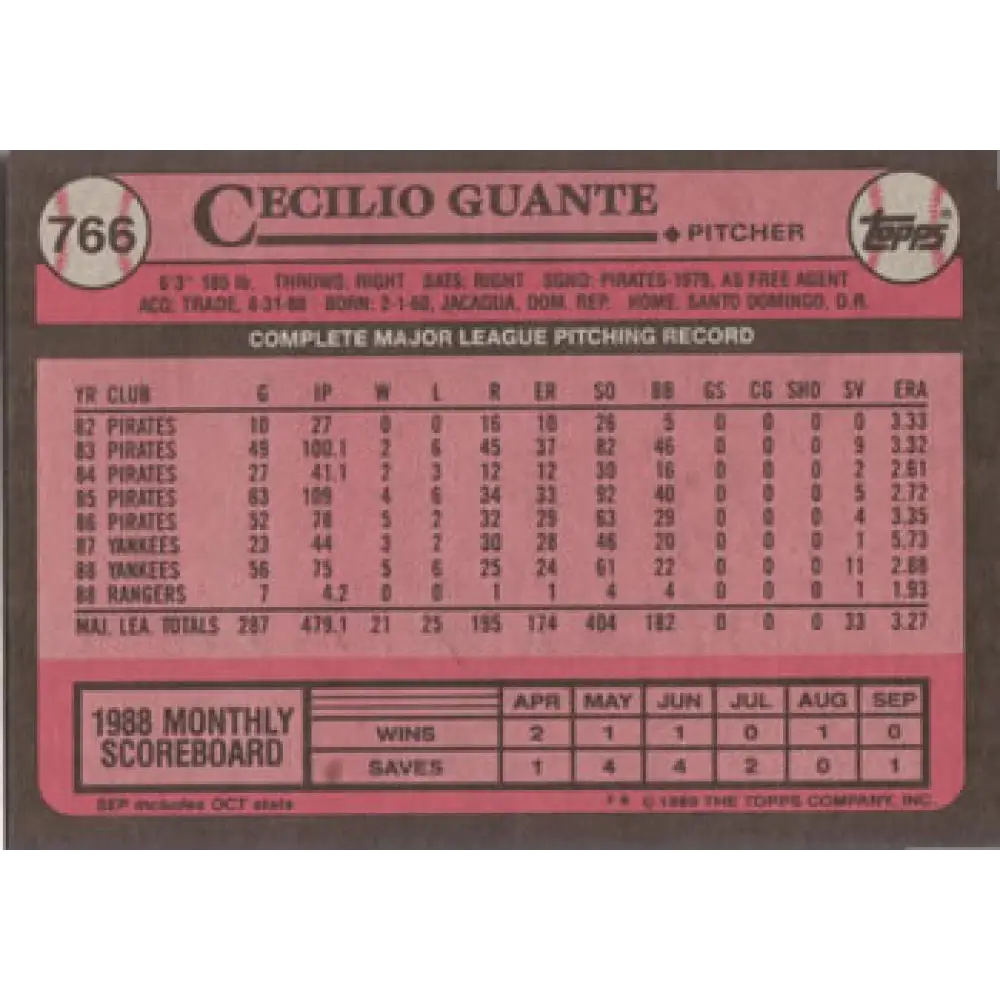 766
CECILIO GUANTE
PITCHER
Topps®
6'3" 185 lb. THROWS: RIGHT BATS: RIGHT SGND: PIRATES-1979, AS FREE AGENT
ACQ: TRADE, 8-31-88 BORN: 2-1-60, JACAGUA, DOM. REP. HOME: SANTO DOMINGO, D.R.
COMPLETE MAJOR LEAGUE PITCHING RECORD
YR CLUB G IP W L R ER SO BB GS CG SHO SV ERA
82 PIRATES 10 27 0 0 16 10 26 5 0 0 0 0 3.33
83 PIRATES 49 100.1 2 6 45 37 82 46 0 0 0 9 3.32
84 PIRATES 27 41.1 2 3 12 12 30 16 0 0 0 2 2.61
85 PIRATES 63 109 4 6 34 33 92 40 0 0 0 5 2.72
86 PIRATES 52 78 5 2 32 29 63 29 0 0 0 4 3.35
87 YANKEES 23 44 3 2 30 28 46 20 0 0 0 1 5.73
88 YANKEES 56 75 5 6 25 24 61 22 0 0 0 11 2.88
88 RANGERS 7 4.2 0 0 1 1 4 4 0 0 0 1 1.93
MAJ. LEA. TOTALS 287 479.1 21 25 195 174 404 182 0 0 0 33 3.27
1988 MONTHLY
SCOREBOARD
APR MAY JUN JUL AUG SEP
WINS 2 1 1 0 1 0
SAVES 1 4 4 2 0 1
SEP includes OCT stats
© 1989 THE TOPPS COMPANY, INC.